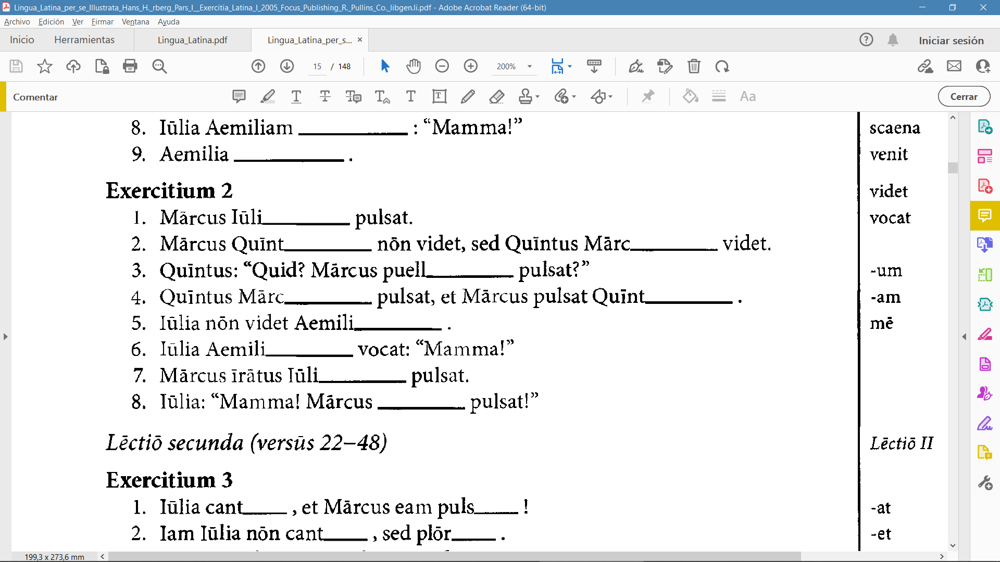 Lingua_Latina_per_se_Illustrata_Hans_H._rberg_Pars_I__Exercitia_Latina_I_2005_Focus_Publishing_R._Pullins_Co._libgen.li.pdf - Adobe Acrobat Reader (64-bit)
Archivo Edición Ver Firmar Ventana Ayuda
Inicio Herramientas Lingua_Latina.pdf Lingua_Latina_per_s... × Iniciar sesión
15 / 148 200%
Comentar Aa Cerrar
8. Iūlia Aemiliam __________ : “Mamma!” scaena
9. Aemilia __________ . venit
Exercitium 2 videt
1. Mārcus Iūli________ pulsat. vocat
2. Mārcus Quīnt________ nōn videt, sed Quīntus Mārc________ videt.
3. Quīntus: “Quid? Mārcus puell________ pulsat?” -um
4. Quīntus Mārc________ pulsat, et Mārcus pulsat Quīnt________ . -am
5. Iūlia nōn videt Aemili________ . mē
6. Iūlia Aemili________ vocat: “Mamma!”
7. Mārcus īrātus Iūli________ pulsat.
8. Iūlia: “Mamma! Mārcus ________ pulsat!”
Lēctiō secunda (versūs 22–48) Lēctiō II
Exercitium 3
1. Iūlia cant____ , et Mārcus eam puls____ ! -at
2. Iam Iūlia nōn cant____ , sed plōr____ . -et
199,3 x 273,6 mm